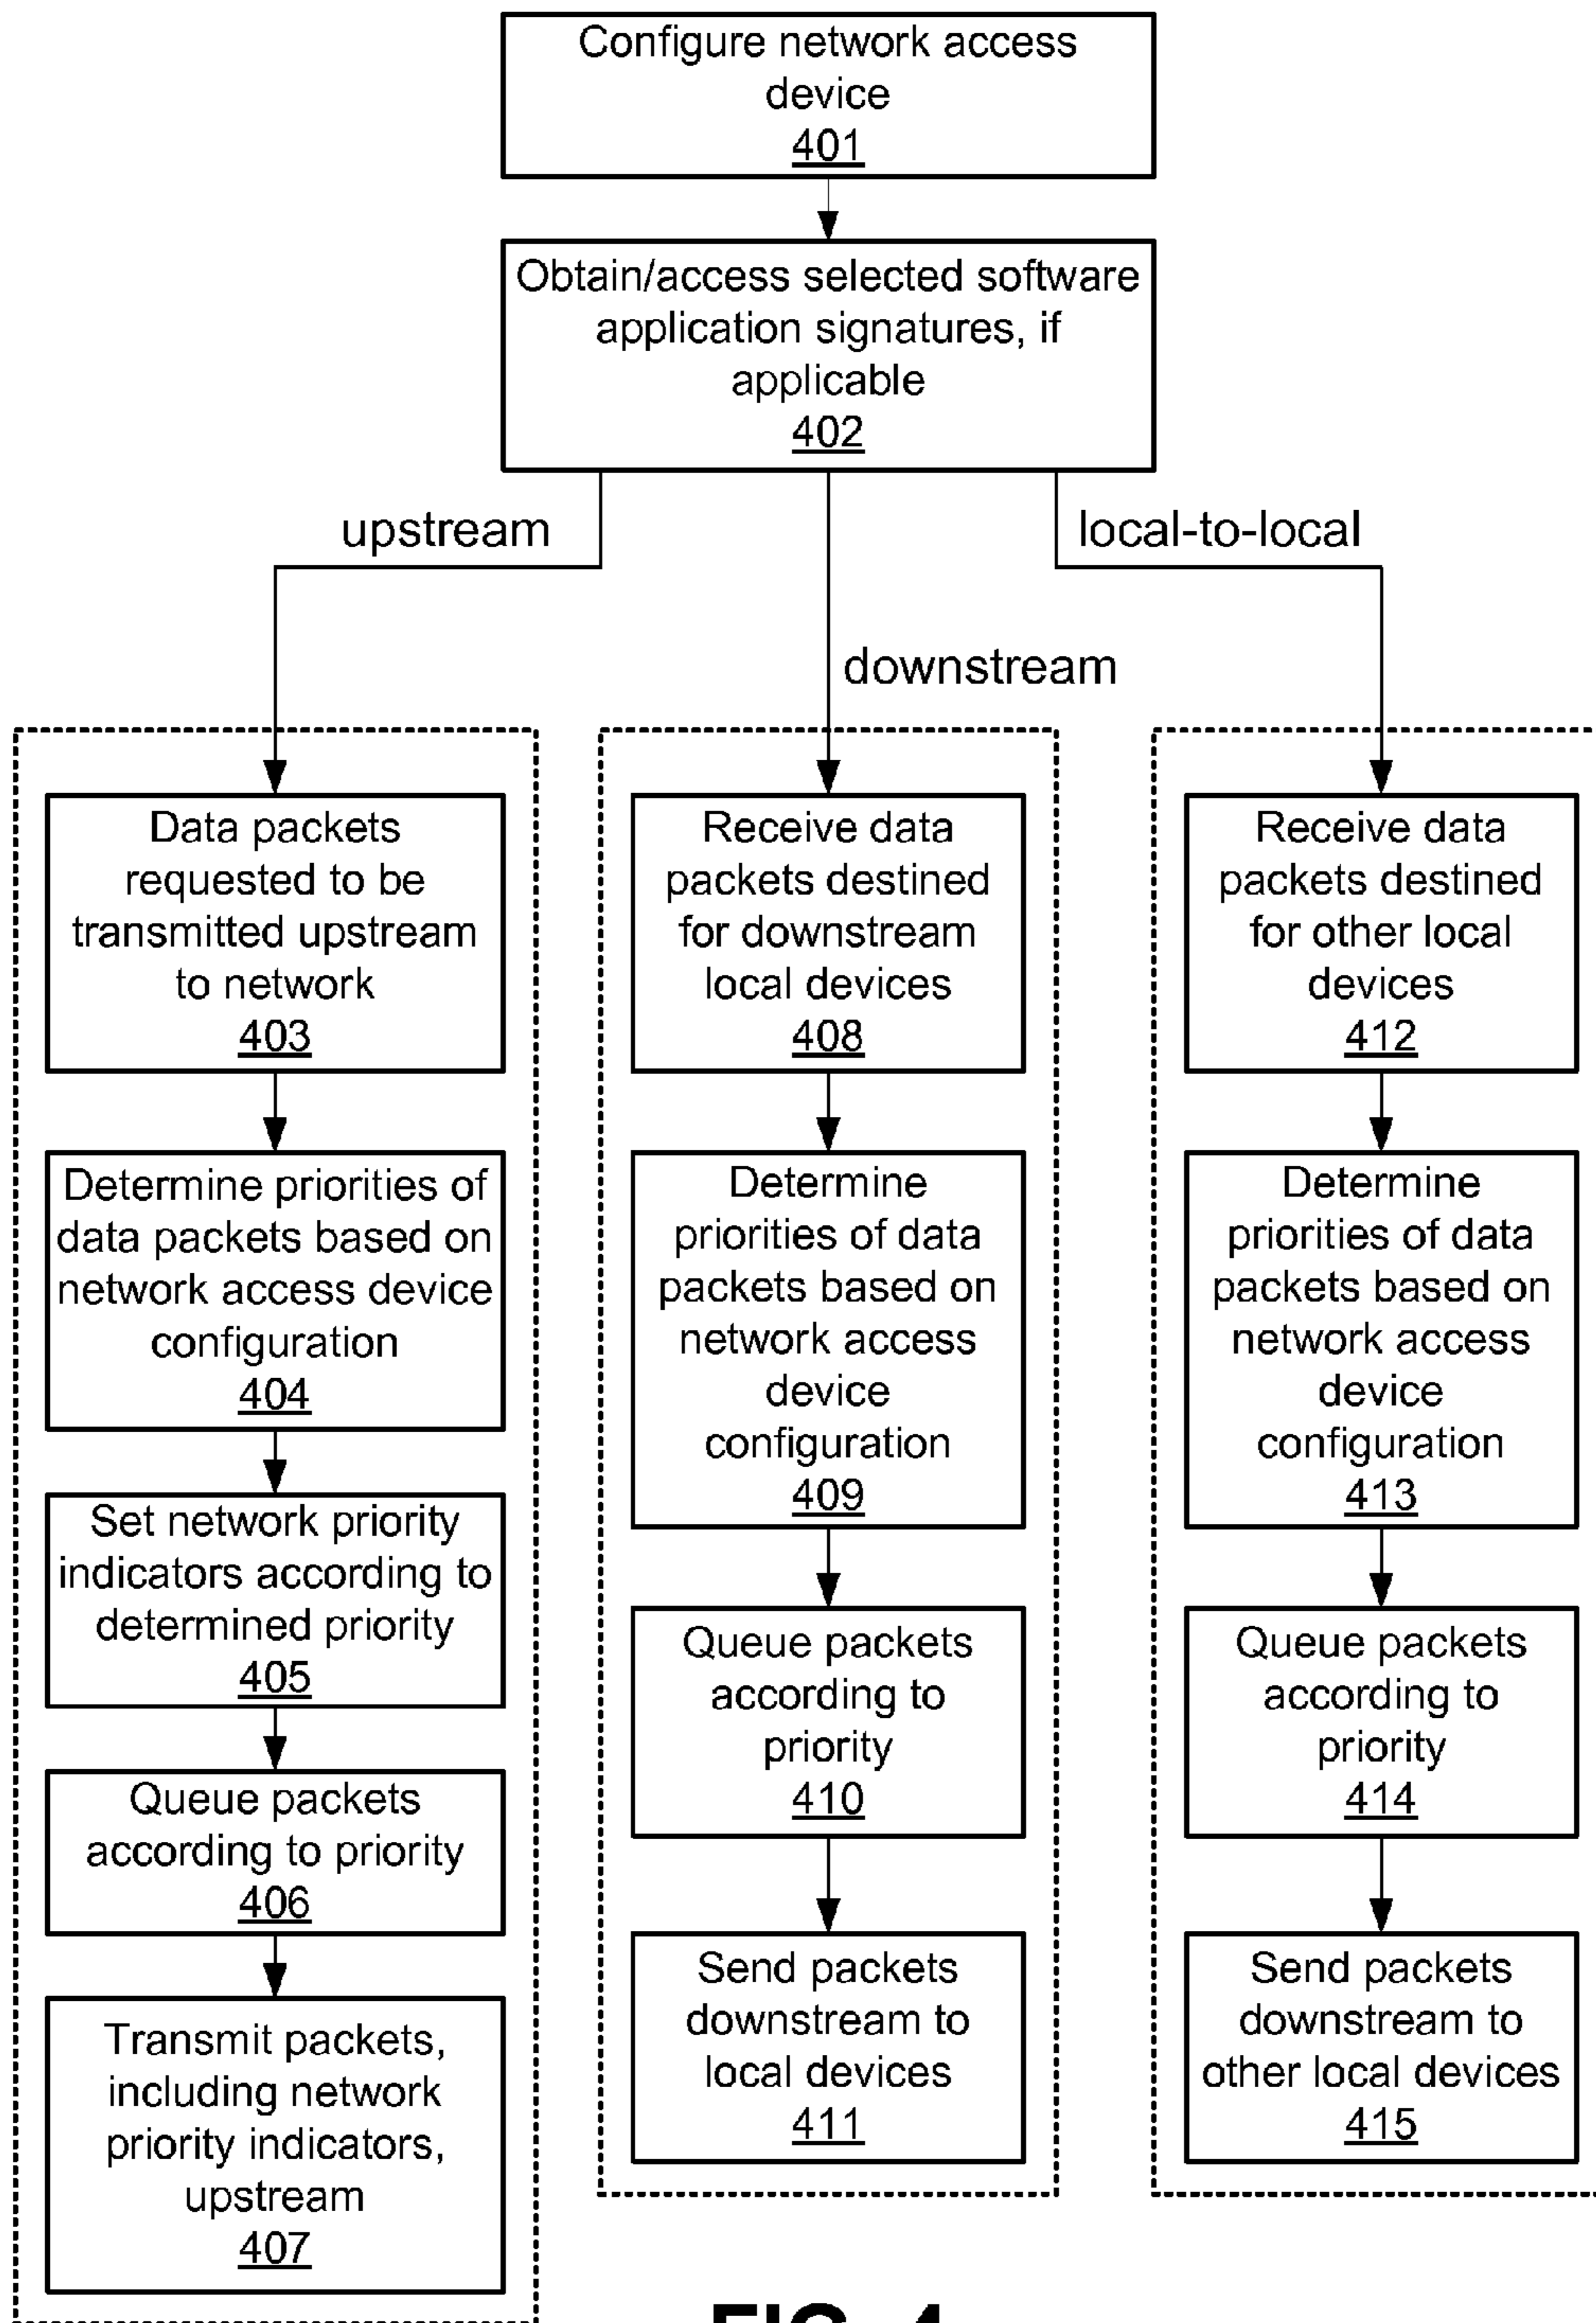 Configure network access
device
401
Obtain/access selected software
application signatures, if
applicable
402
upstream
local-to-local
downstream
Data packets
requested to be
transmitted upstream
to network
403
Determine priorities of
data packets based on
network access device
configuration
404
Set network priority
indicators according to
determined priority
405
Queue packets
according to priority
406
Transmit packets,
including network
priority indicators,
upstream
407
Receive data
packets destined
for downstream
local devices
408
Determine
priorities of data
packets based on
network access
device
configuration
409
Queue packets
according to
priority
410
Send packets
downstream to
local devices
411
Receive data
packets destined
for other local
devices
412
Determine
priorities of data
packets based on
network access
device
configuration
413
Queue packets
according to
priority
414
Send packets
downstream to
other local devices
415
FIG. 4